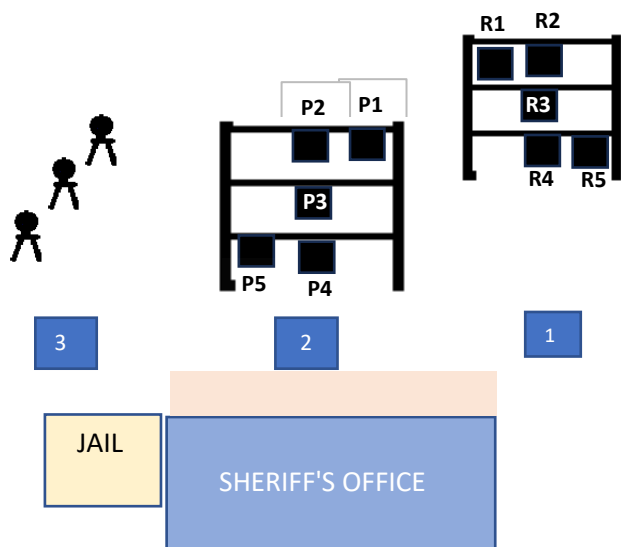 R1 R2
R3
R4 R5
P2 P1
P3
P5 P4
3 2 1
JAIL
SHERIFF'S OFFICE